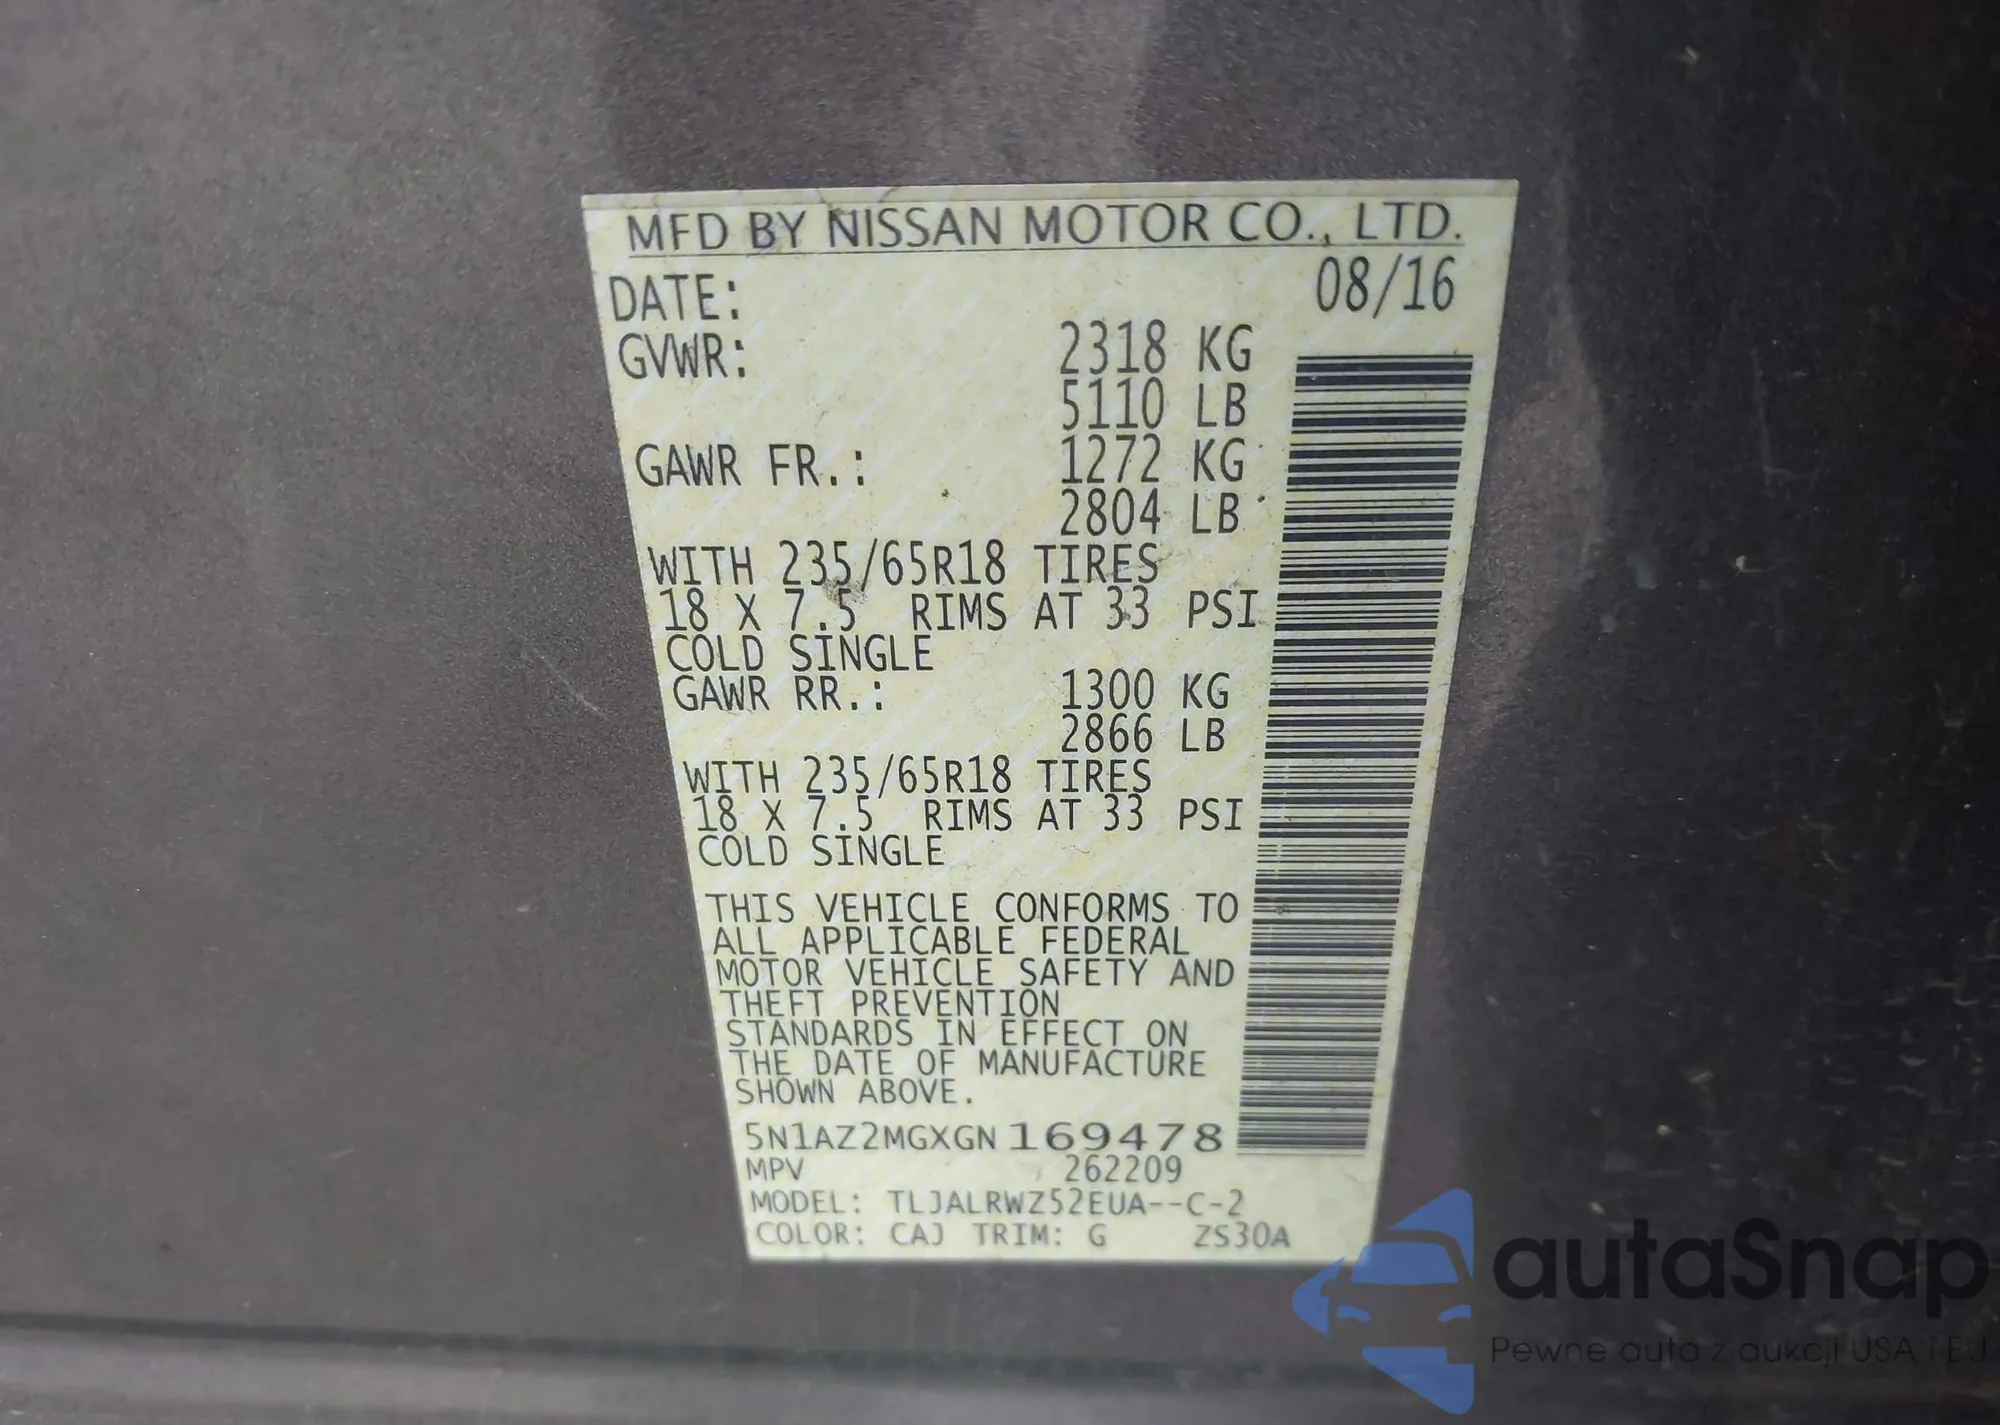 MFD BY NISSAN MOTOR CO., LTD.
DATE: 08/16
GVWR: 2318 KG
5110 LB
GAWR FR.: 1272 KG
2804 LB
WITH 235/65R18 TIRES
18 X 7.5 RIMS AT 33 PSI
COLD SINGLE
GAWR RR.: 1300 KG
2866 LB
WITH 235/65R18 TIRES
18 X 7.5 RIMS AT 33 PSI
COLD SINGLE
THIS VEHICLE CONFORMS TO
ALL APPLICABLE FEDERAL
MOTOR VEHICLE SAFETY AND
THEFT PREVENTION
STANDARDS IN EFFECT ON
THE DATE OF MANUFACTURE
SHOWN ABOVE.
5N1AZ2MGXGN169478
MPV 262209
MODEL: TLJALRWZ52EUA--C-2
COLOR: CAJ TRIM: G ZS30A
autaSnap
Pewne auta z aukcji USA i EU